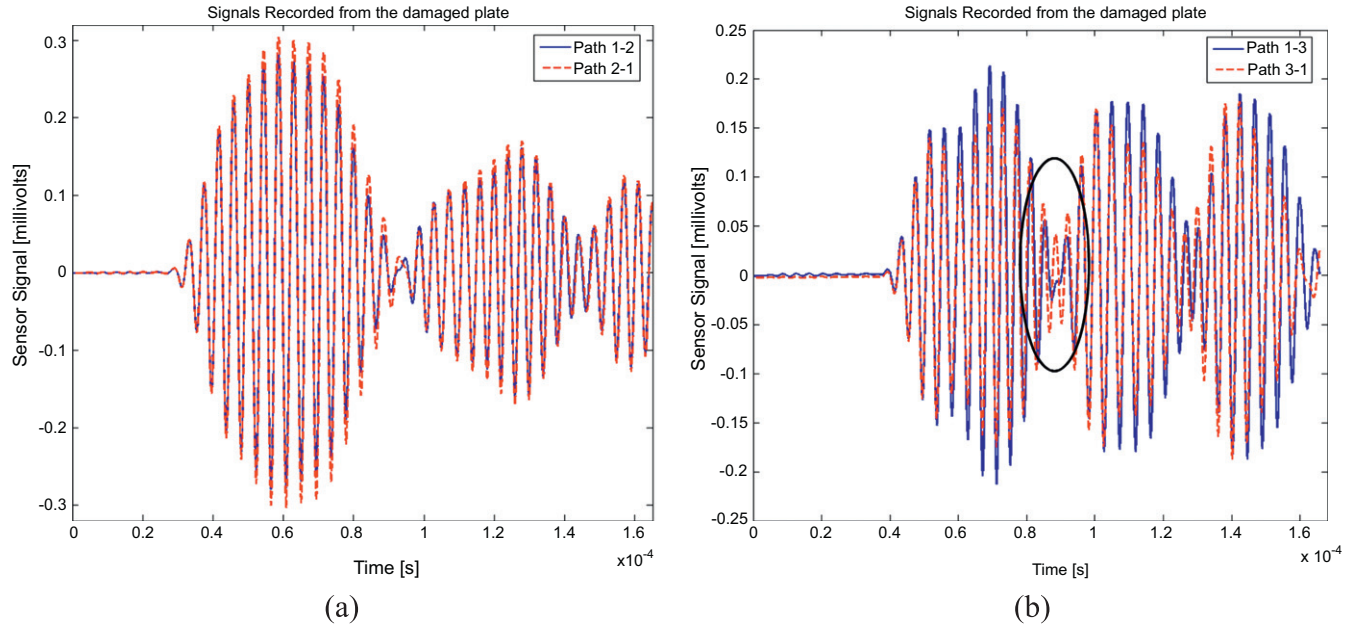 Signals Recorded from the damaged plate
0.3
0.2
0.1
0
-0.1
-0.2
-0.3
Sensor Signal [millivolts]
Path 1-2
Path 2-1
0 0.2 0.4 0.6 0.8 1 1.2 1.4 1.6
×10-4
Time [s]
(a)
Signals Recorded from the damaged plate
0.25
0.2
0.15
0.1
0.05
0
-0.05
-0.1
-0.15
-0.2
-0.25
Sensor Signal [millivolts]
Path 1-3
Path 3-1
0 0.2 0.4 0.6 0.8 1 1.2 1.4 1.6
× 10-4
Time [s]
(b)